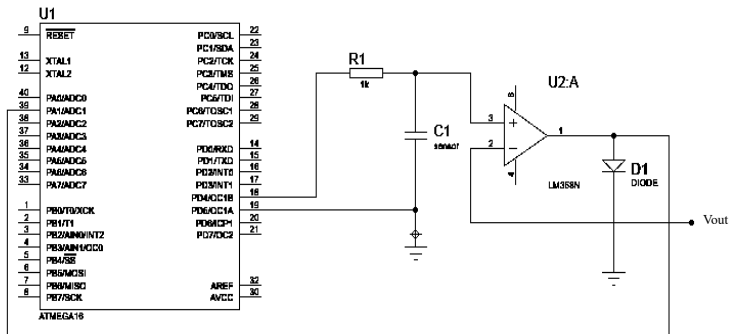 U1
9 RESET
13 XTAL1
12 XTAL2
40 PA0/ADC0
39 PA1/ADC1
38 PA2/ADC2
37 PA3/ADC3
36 PA4/ADC4
35 PA5/ADC5
34 PA6/ADC6
33 PA7/ADC7
1 PB0/T0/XCK
2 PB1/T1
3 PB2/AIN0/INT2
4 PB3/AIN1/OC0
5 PB4/SS
6 PB5/MOSI
7 PB6/MISO
8 PB7/SCK
PC0/SCL 22
PC1/SDA 23
PC2/TCK 24
PC3/TMS 25
PC4/TDO 26
PC5/TDI 27
PC6/TOSC1 28
PC7/TOSC2 29
PD0/RXD 14
PD1/TXD 15
PD2/INT0 16
PD3/INT1 17
PD4/OC1B 18
PD5/OC1A 19
PD6/ICP1 20
PD7/OC2 21
AREF 32
AVCC 30
ATMEGA16
R1
1k
C1
sensor
U2:A
8
3
2
1
4
LM358N
D1
DIODE
Vout